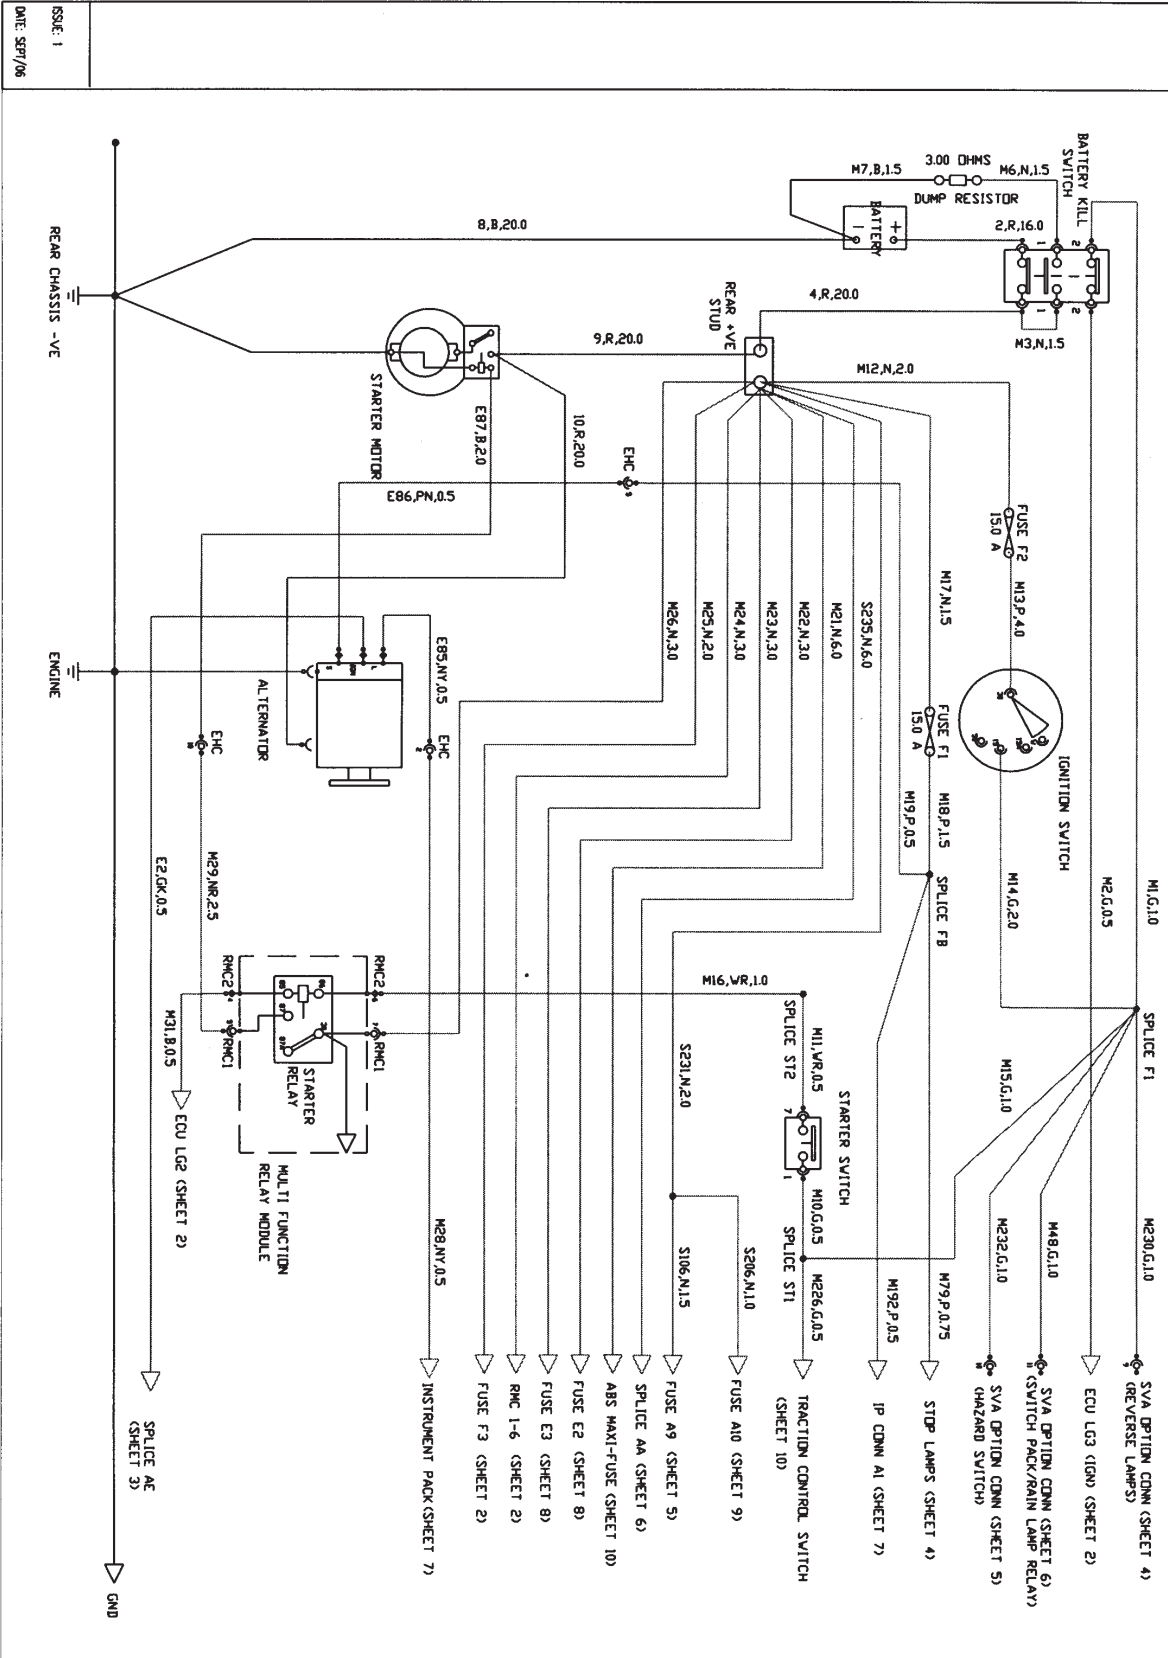 ISSUE: 1
DATE: SEPT/06
BATTERY KILL
SWITCH
3.00 OHMS
DUMP RESISTOR
M7,B,1.5
M6,N,1.5
BATTERY
+
-
2,R,16.0
1
2
1
2
8,B,20.0
4,R,20.0
M3,N,1.5
REAR +VE
STUD
REAR CHASSIS -VE
9,R,20.0
M12,N,2.0
STARTER MOTOR
E87,B,2.0
10,R,20.0
EHC
E86,PN,0.5
FUSE F2
15.0 A
M17,N,1.5
M13,P,4.0
M26,N,3.0
M25,N,2.0
M24,N,3.0
M23,N,3.0
M22,N,3.0
M21,N,6.0
S235,N,6.0
ENGINE
ALTERNATOR
S
L
E85,NY,0.5
EHC
2
EHC
FUSE F1
15.0 A
IGNITION SWITCH
M19,P,0.5
M18,P,1.5
SPLICE FB
M14,G,2.0
M2,G,0.5
M1,G,1.0
E2,GK,0.5
M29,NR,2.5
RMC2
RMC2
RMC1
RMC1
M31,B,0.5
ECU LG2 (SHEET 2)
STARTER
RELAY
MULTI FUNCTION
RELAY MODULE
M16,WR,1.0
SPLICE ST2
M11,WR,0.5
STARTER SWITCH
7
1
M10,G,0.5
SPLICE ST1
M226,G,0.5
S231,N,2.0
S106,N,1.5
S206,N,1.0
M28,NY,0.5
SPLICE F1
M15,G,1.0
M192,P,0.5
M79,P,0.75
M232,G,1.0
M48,G,1.0
M230,G,1.0
SVA OPTION CONN (SHEET 4)
(REVERSE LAMPS)
ECU LG3 (IGN) (SHEET 2)
SVA OPTION CONN (SHEET 6)
(SWITCH PACK/RAIN LAMP RELAY)
SVA OPTION CONN (SHEET 5)
(HAZARD SWITCH)
STOP LAMPS (SHEET 4)
IP CONN A1 (SHEET 7)
TRACTION CONTROL SWITCH
(SHEET 10)
FUSE A10 (SHEET 9)
FUSE A9 (SHEET 5)
SPLICE AA (SHEET 6)
ABS MAXI-FUSE (SHEET 10)
FUSE E2 (SHEET 8)
FUSE E3 (SHEET 8)
RMC 1-6 (SHEET 2)
FUSE F3 (SHEET 2)
INSTRUMENT PACK(SHEET 7)
SPLICE AE
(SHEET 3)
GND